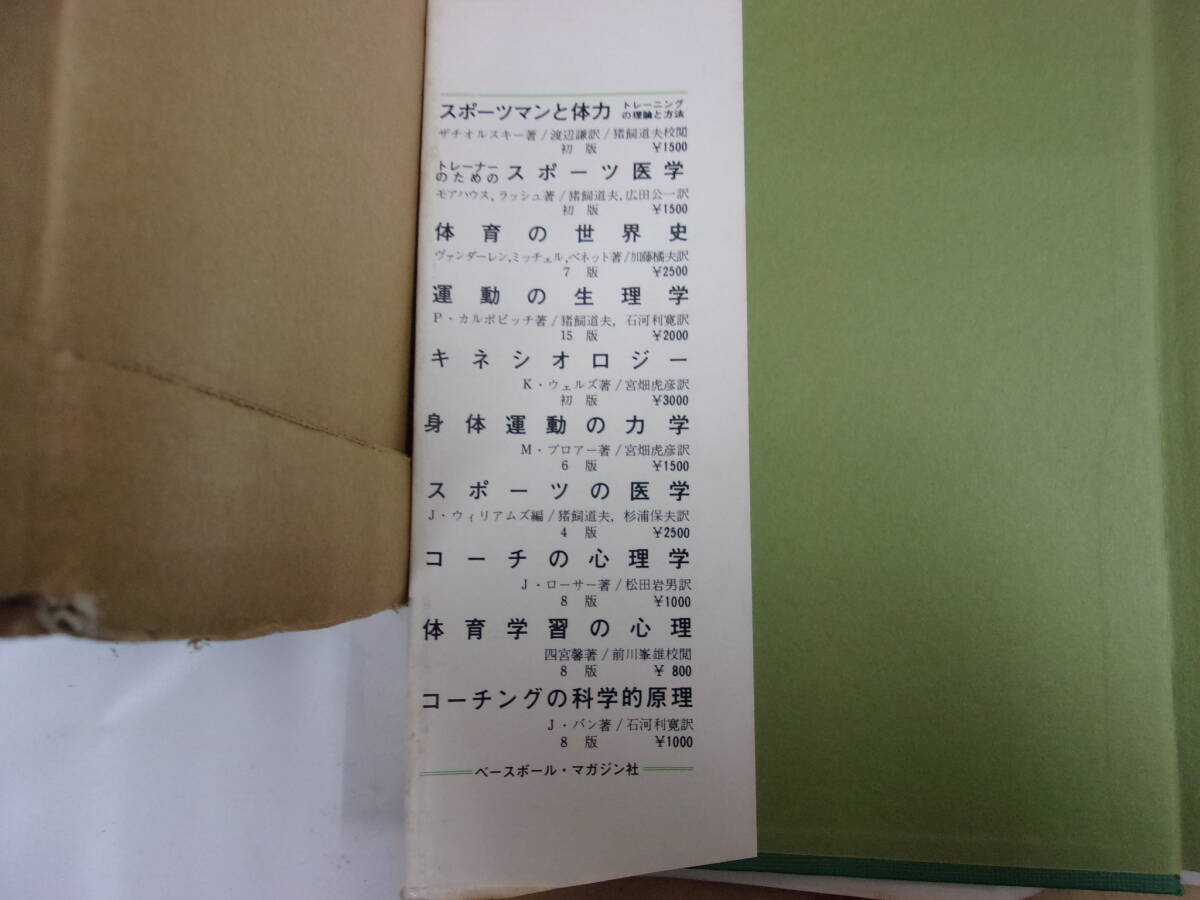 スポーツマンと体力 トレーニングの理論と方法
ザチオルスキー著/渡辺謙訳/猪飼道夫校閲
初 版 ¥1500
トレーナーのための スポーツ医学
モアハウス,ラッシュ著/猪飼道夫,広田公一訳
初 版 ¥1500
体育の世界史
ヴァンダーレン,ミッチェル,ベネット著/加藤橘夫訳
7 版 ¥2500
運動の生理学
P・カルポビッチ著/猪飼道夫,石河利寛訳
15 版 ¥2000
キネシオロジー
K・ウェルズ著/宮畑虎彦訳
初 版 ¥3000
身体運動の力学
M・ブロアー著/宮畑虎彦訳
6 版 ¥1500
スポーツの医学
J・ウィリアムズ編/猪飼道夫,杉浦保夫訳
4 版 ¥2500
コーチの心理学
J・ローサー著/松田岩男訳
8 版 ¥1000
体育学習の心理
四宮馨著/前川峯雄校閲
8 版 ¥ 800
コーチングの科学的原理
J・バン著/石河利寛訳
8 版 ¥1000
ベースボール・マガジン社